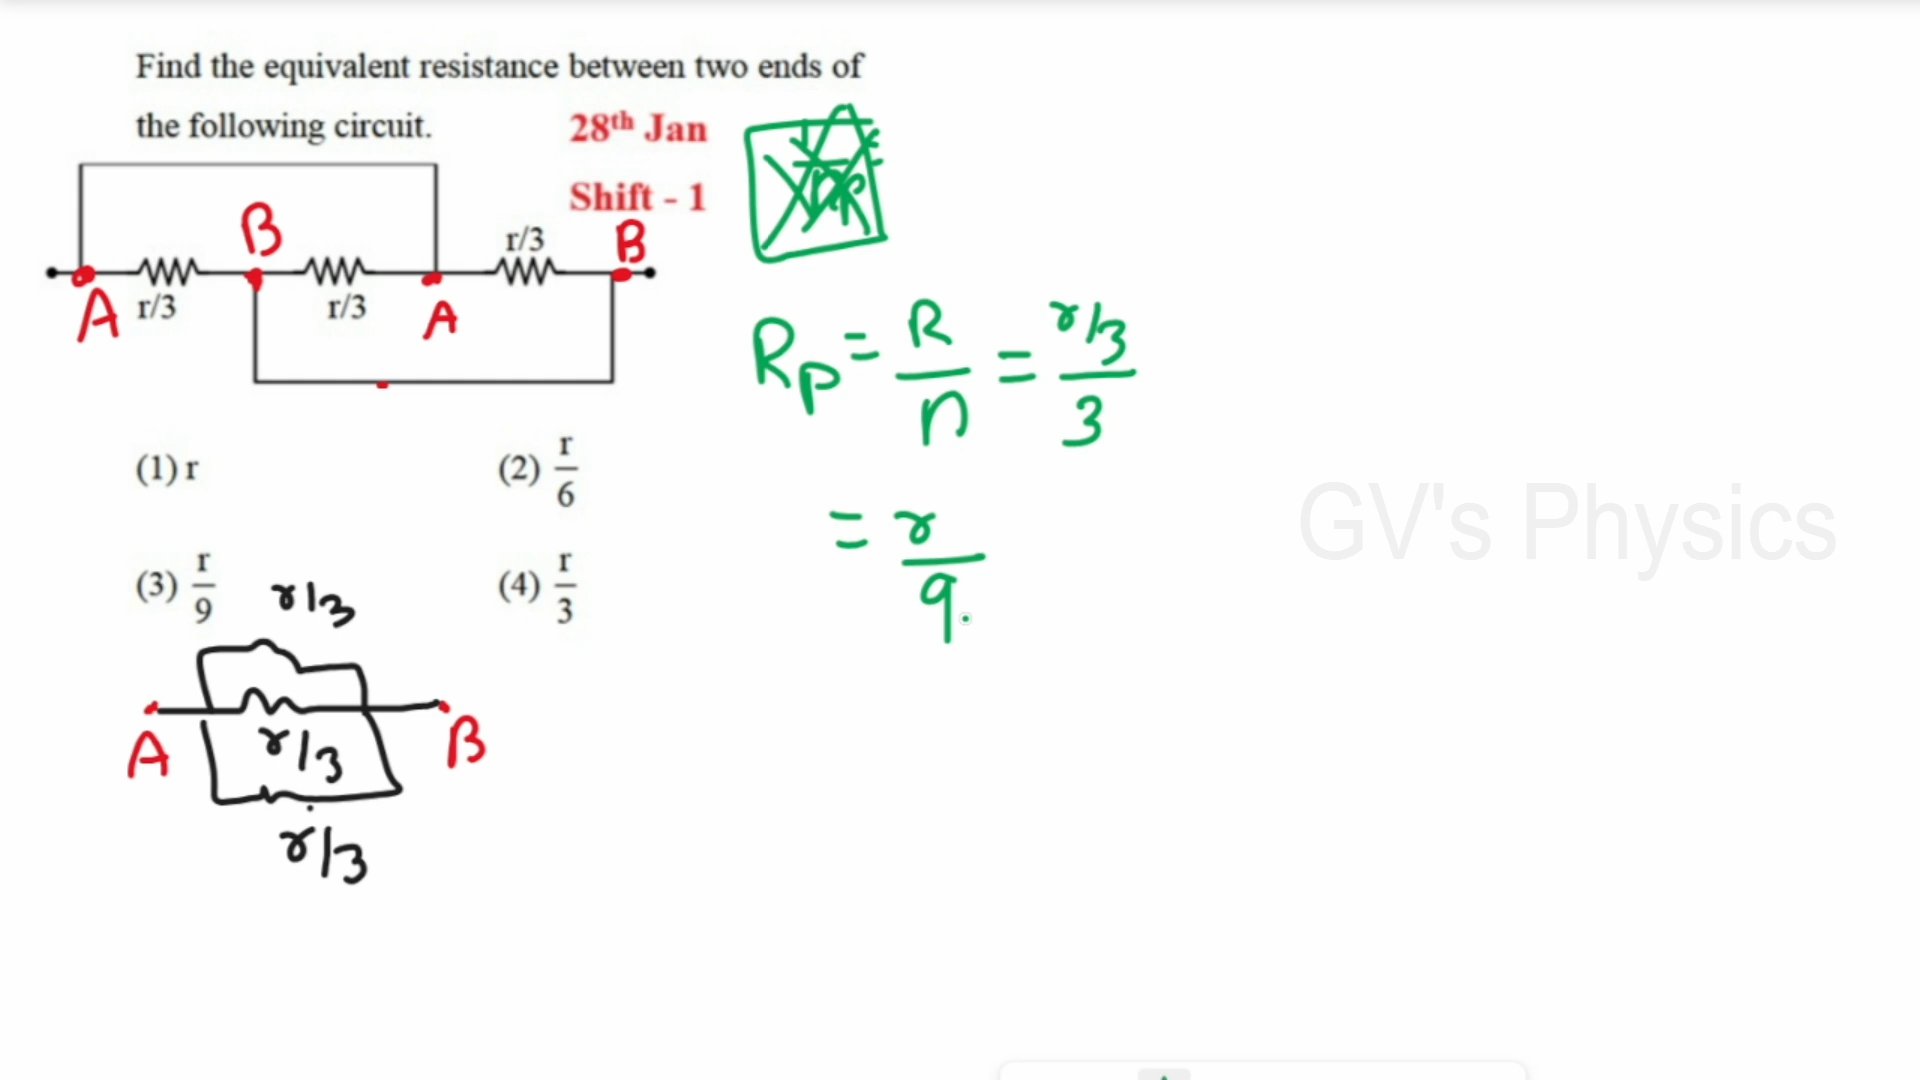 Find the equivalent resistance between two ends of
the following circuit.
28th Jan
Shift - 1
B
r/3
B
A
r/3
r/3
A
Rp = R/n = r/3/3
= r/9
(1) r
(2) r/6
(3) r/9
(4) r/3
r/3
A
r/3
B
r/3
GV's Physics